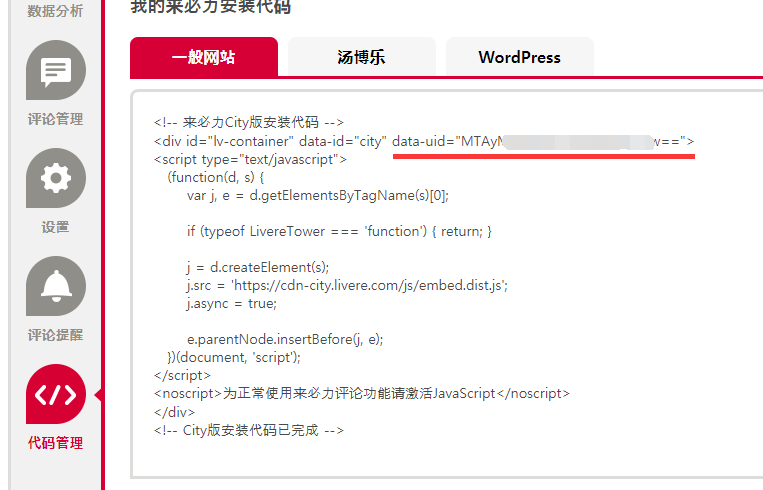 数据分析
我的来必力安装代码
评论管理
设置
评论提醒
代码管理
一般网站
汤博乐
WordPress
<!-- 来必力City版安装代码 -->
<div id="lv-container" data-id="city" data-uid="MTAyM w==">
<script type="text/javascript">
(function(d, s) {
var j, e = d.getElementsByTagName(s)[0];
if (typeof LivereTower === 'function') { return; }
j = d.createElement(s);
j.src = 'https://cdn-city.livere.com/js/embed.dist.js';
j.async = true;
e.parentNode.insertBefore(j, e);
})(document, 'script');
</script>
<noscript>为正常使用来必力评论功能请激活JavaScript</noscript>
</div>
<!-- City版安装代码已完成 -->